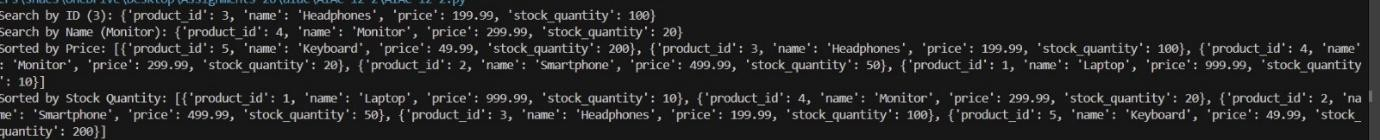 Search by ID (3): {'product_id': 3, 'name': 'Headphones', 'price': 199.99, 'stock_quantity': 100}
Search by Name (Monitor): {'product_id': 4, 'name': 'Monitor', 'price': 299.99, 'stock_quantity': 20}
Sorted by Price: [{'product_id': 5, 'name': 'Keyboard', 'price': 49.99, 'stock_quantity': 200}, {'product_id': 3, 'name': 'Headphones', 'price': 199.99, 'stock_quantity': 100}, {'product_id': 4, 'name'
: 'Monitor', 'price': 299.99, 'stock_quantity': 20}, {'product_id': 2, 'name': 'Smartphone', 'price': 499.99, 'stock_quantity': 50}, {'product_id': 1, 'name': 'Laptop', 'price': 999.99, 'stock_quantity
': 10}]
Sorted by Stock Quantity: [{'product_id': 1, 'name': 'Laptop', 'price': 999.99, 'stock_quantity': 10}, {'product_id': 4, 'name': 'Monitor', 'price': 299.99, 'stock_quantity': 20}, {'product_id': 2, 'na
me': 'Smartphone', 'price': 499.99, 'stock_quantity': 50}, {'product_id': 3, 'name': 'Headphones', 'price': 199.99, 'stock_quantity': 100}, {'product_id': 5, 'name': 'Keyboard', 'price': 49.99, 'stock_
quantity': 200}]